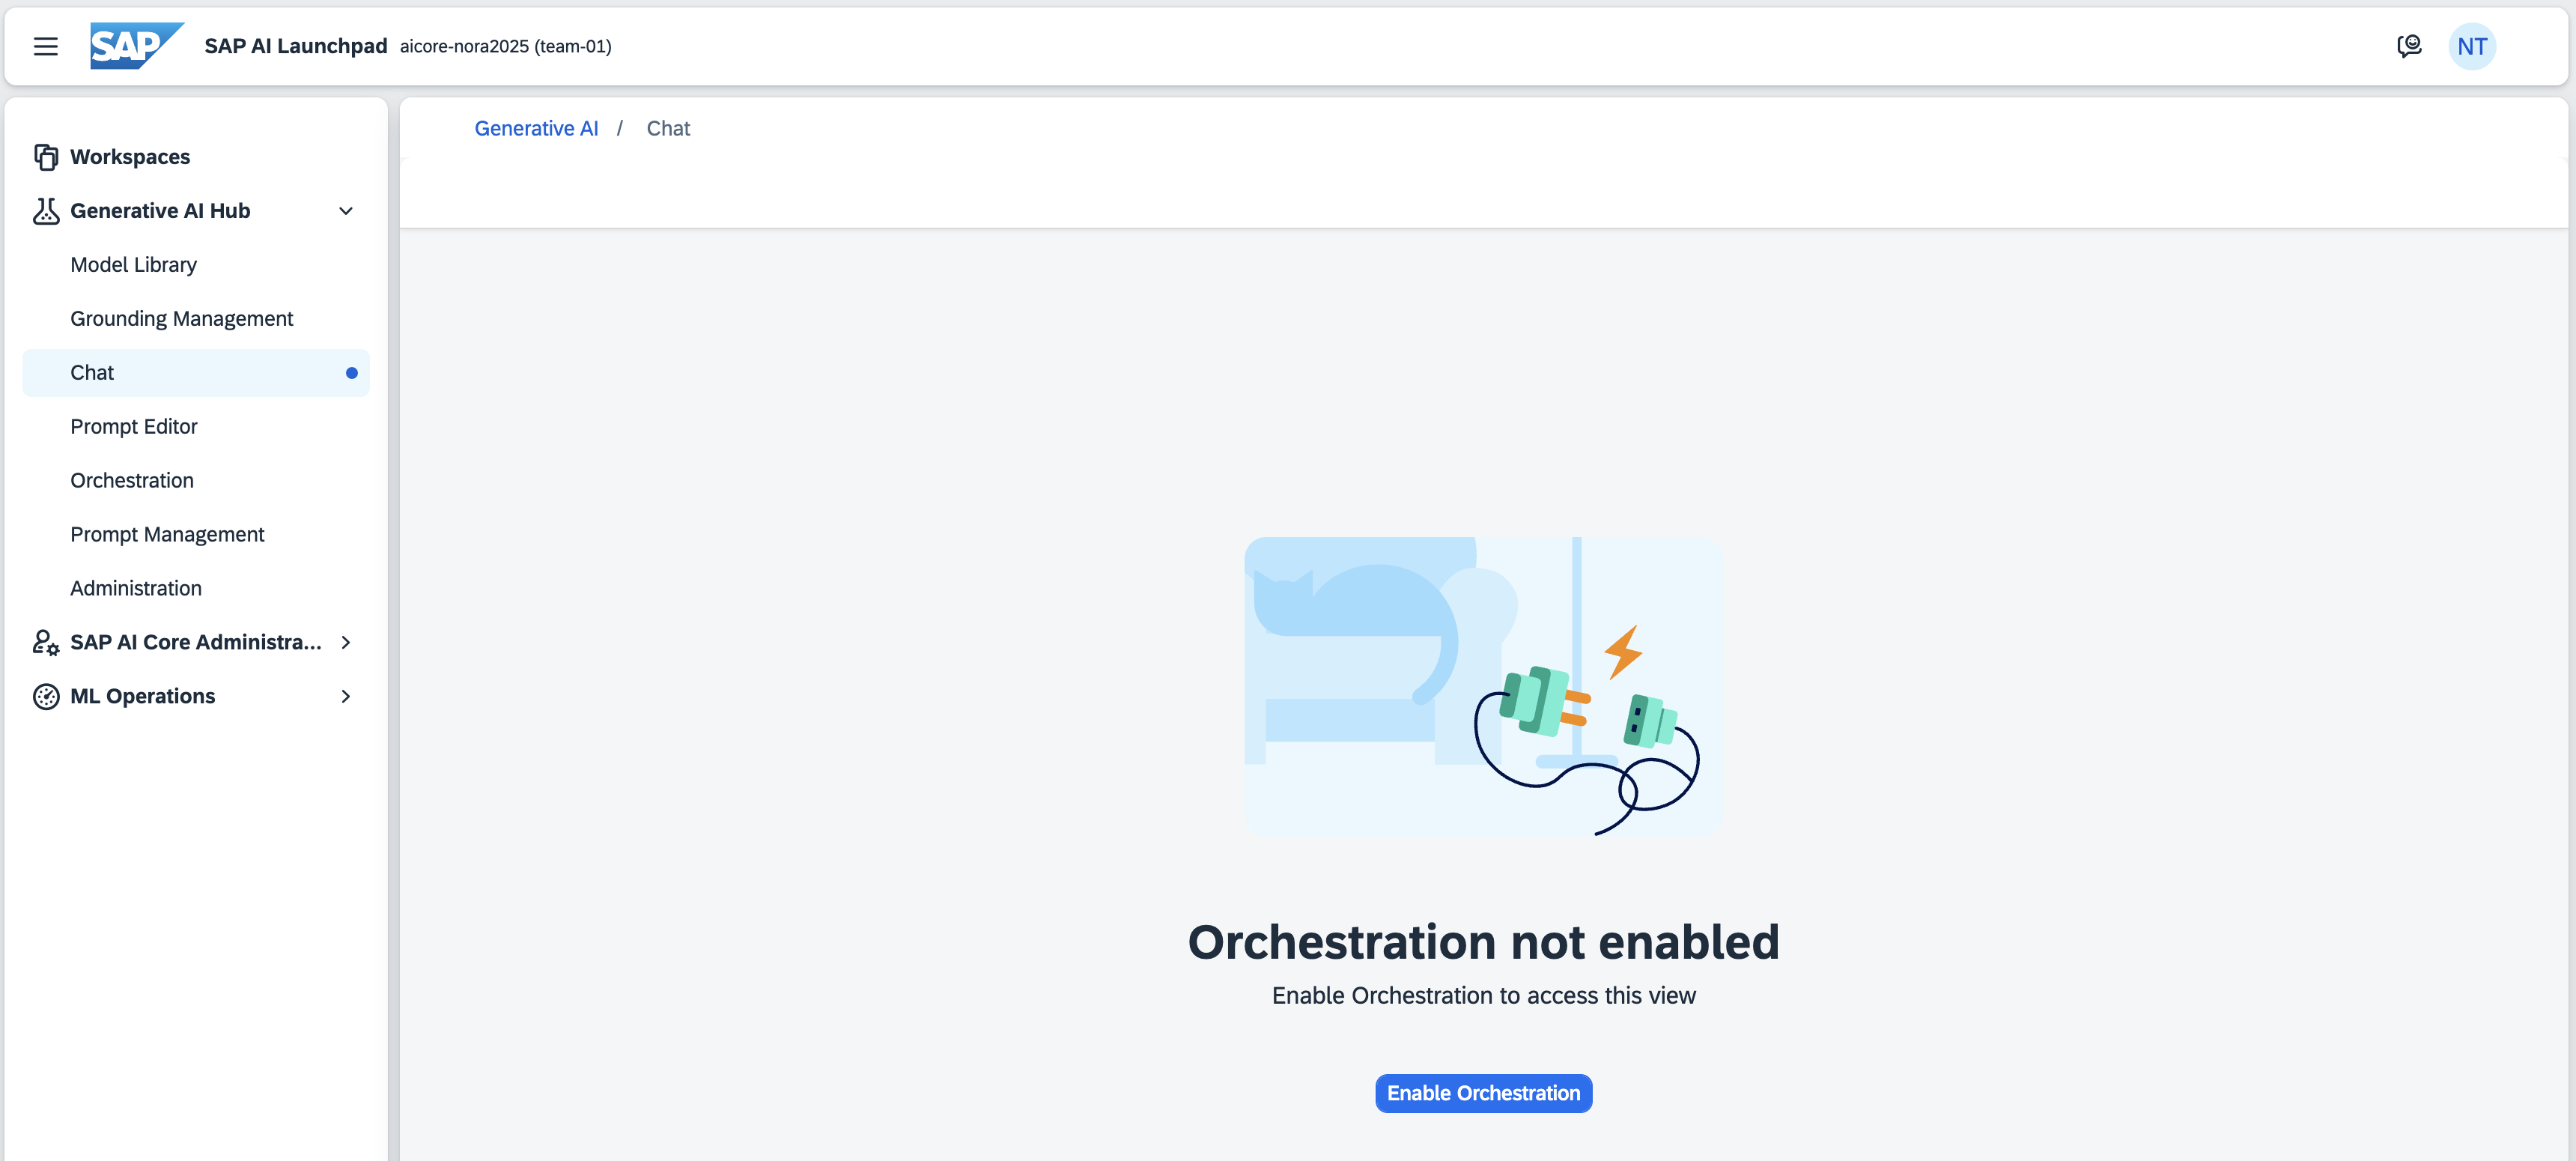 SAP SAP AI Launchpad aicore-nora2025 (team-01) NT
Workspaces
Generative AI Hub
Model Library
Grounding Management
Chat
Prompt Editor
Orchestration
Prompt Management
Administration
SAP AI Core Administra...
ML Operations
Generative AI / Chat
Orchestration not enabled
Enable Orchestration to access this view
Enable Orchestration